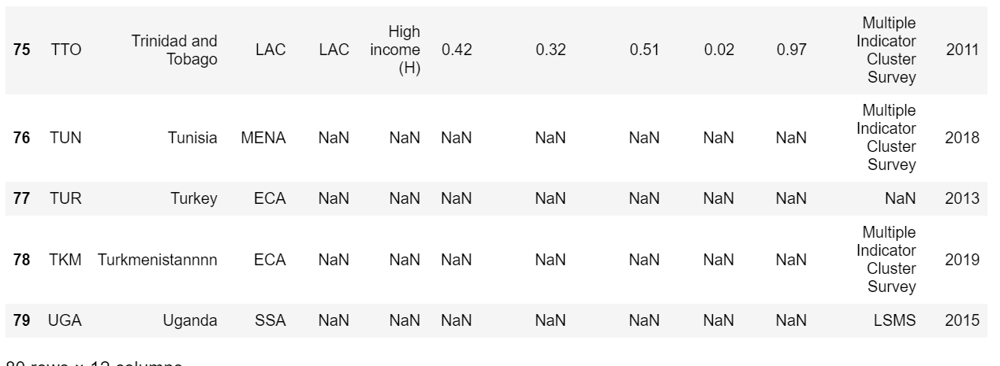 75 TTO Trinidad and Tobago LAC LAC High income (H) 0.42 0.32 0.51 0.02 0.97 Multiple Indicator Cluster Survey 2011
76 TUN Tunisia MENA NaN NaN NaN NaN NaN NaN NaN Multiple Indicator Cluster Survey 2018
77 TUR Turkey ECA NaN NaN NaN NaN NaN NaN NaN NaN 2013
78 TKM Turkmenistannnn ECA NaN NaN NaN NaN NaN NaN NaN Multiple Indicator Cluster Survey 2019
79 UGA Uganda SSA NaN NaN NaN NaN NaN NaN NaN LSMS 2015
80 rows × 12 columns